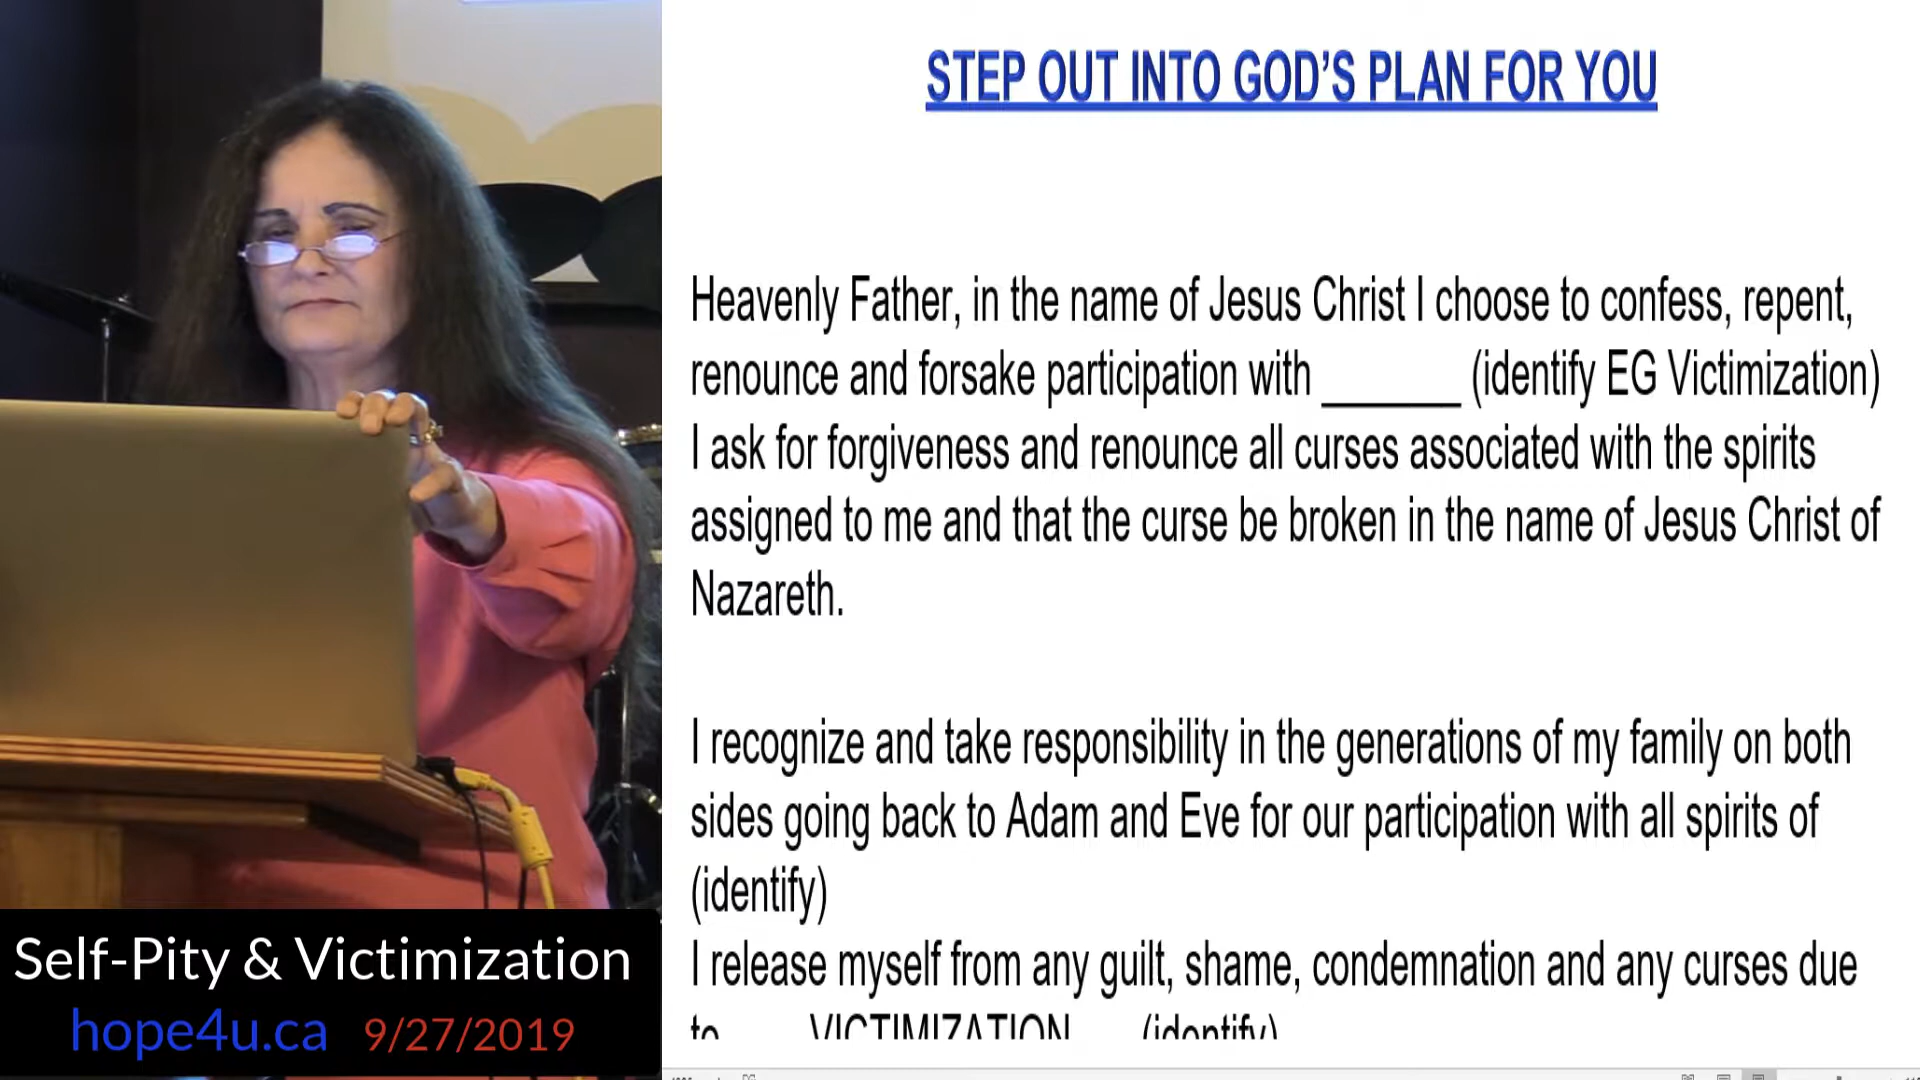 STEP OUT INTO GOD'S PLAN FOR YOU
Heavenly Father, in the name of Jesus Christ I choose to confess, repent,
renounce and forsake participation with _______ (identify EG Victimization)
I ask for forgiveness and renounce all curses associated with the spirits
assigned to me and that the curse be broken in the name of Jesus Christ of
Nazareth.
I recognize and take responsibility in the generations of my family on both
sides going back to Adam and Eve for our participation with all spirits of
(identify)
I release myself from any guilt, shame, condemnation and any curses due
to VICTIMIZATION (identify)
Self-Pity & Victimization
hope4u.ca 9/27/2019